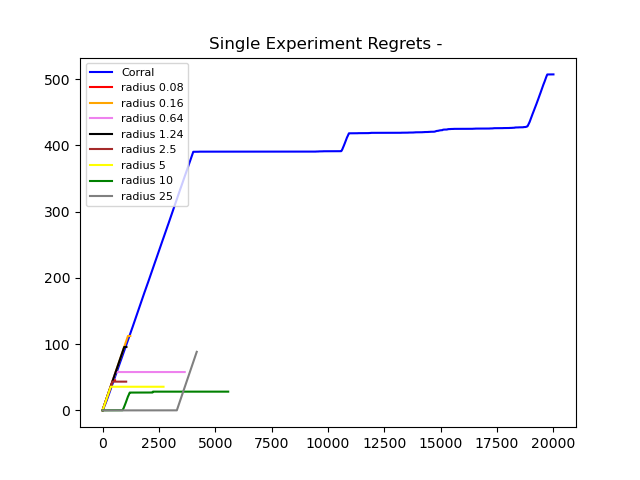 Single Experiment Regrets -
Corral
radius 0.08
radius 0.16
radius 0.64
radius 1.24
radius 2.5
radius 5
radius 10
radius 25
500
400
300
200
100
0
0 2500 5000 7500 10000 12500 15000 17500 20000